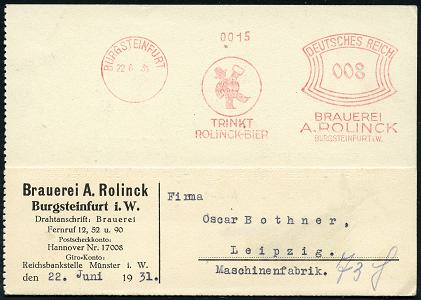 0015
BURGSTEINFURT
22.6.31
DEUTSCHES REICH
008
TRINKT
ROLINCK-BIER
BRAUEREI
A. ROLINCK
BURGSTEINFURT i.W.
Brauerei A. Rolinck
Burgsteinfurt i. W.
Drahtanschrift: Brauerei
Fernruf 12, 52 u. 90
Postscheckkonto:
Hannover Nr. 17008
Giro-Konto:
Reichsbankstelle Münster i. W.
den 22. Juni 1931.
Firma
Oscar Bothner,
Leipzig.
Maschinenfabrik.